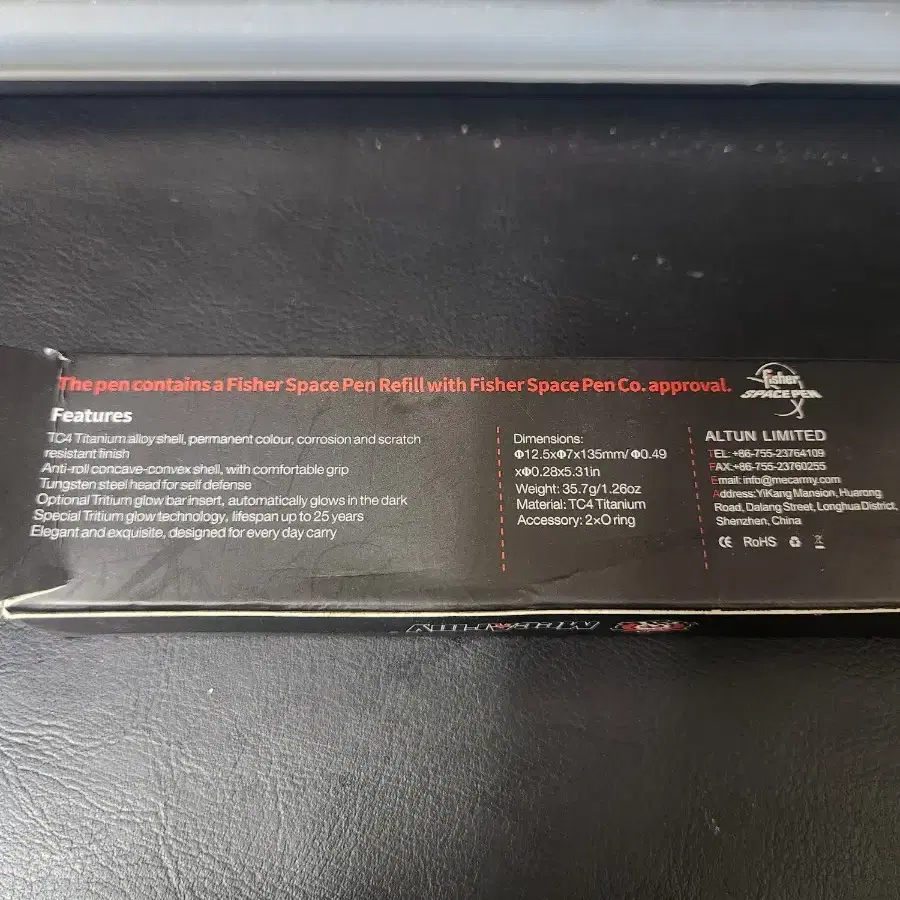 The pen contains a Fisher Space Pen Refill with Fisher Space Pen Co. approval.
Features
TC4 Titanium alloy shell, permanent colour, corrosion and scratch
resistant finish
Anti-roll concave-convex shell, with comfortable grip
Tungsten steel head for self defense
Optional Tritium glow bar insert, automatically glows in the dark
Special Tritium glow technology, lifespan up to 25 years
Elegant and exquisite, designed for every day carry
Dimensions:
Φ12.5xΦ7x135mm/Φ0.49
xΦ0.28x5.31in
Weight: 35.7g/1.26oz
Material: TC4 Titanium
Accessory: 2×O ring
Fisher
SPACE PEN
ALTUN LIMITED
TEL:+86-755-23764109
FAX:+86-755-23760255
Email: info@mecarmy.com
Address:YiKang Mansion, Huarong
Road, Dalang Street, Longhua District,
Shenzhen, China
CE RoHS
MecArmy